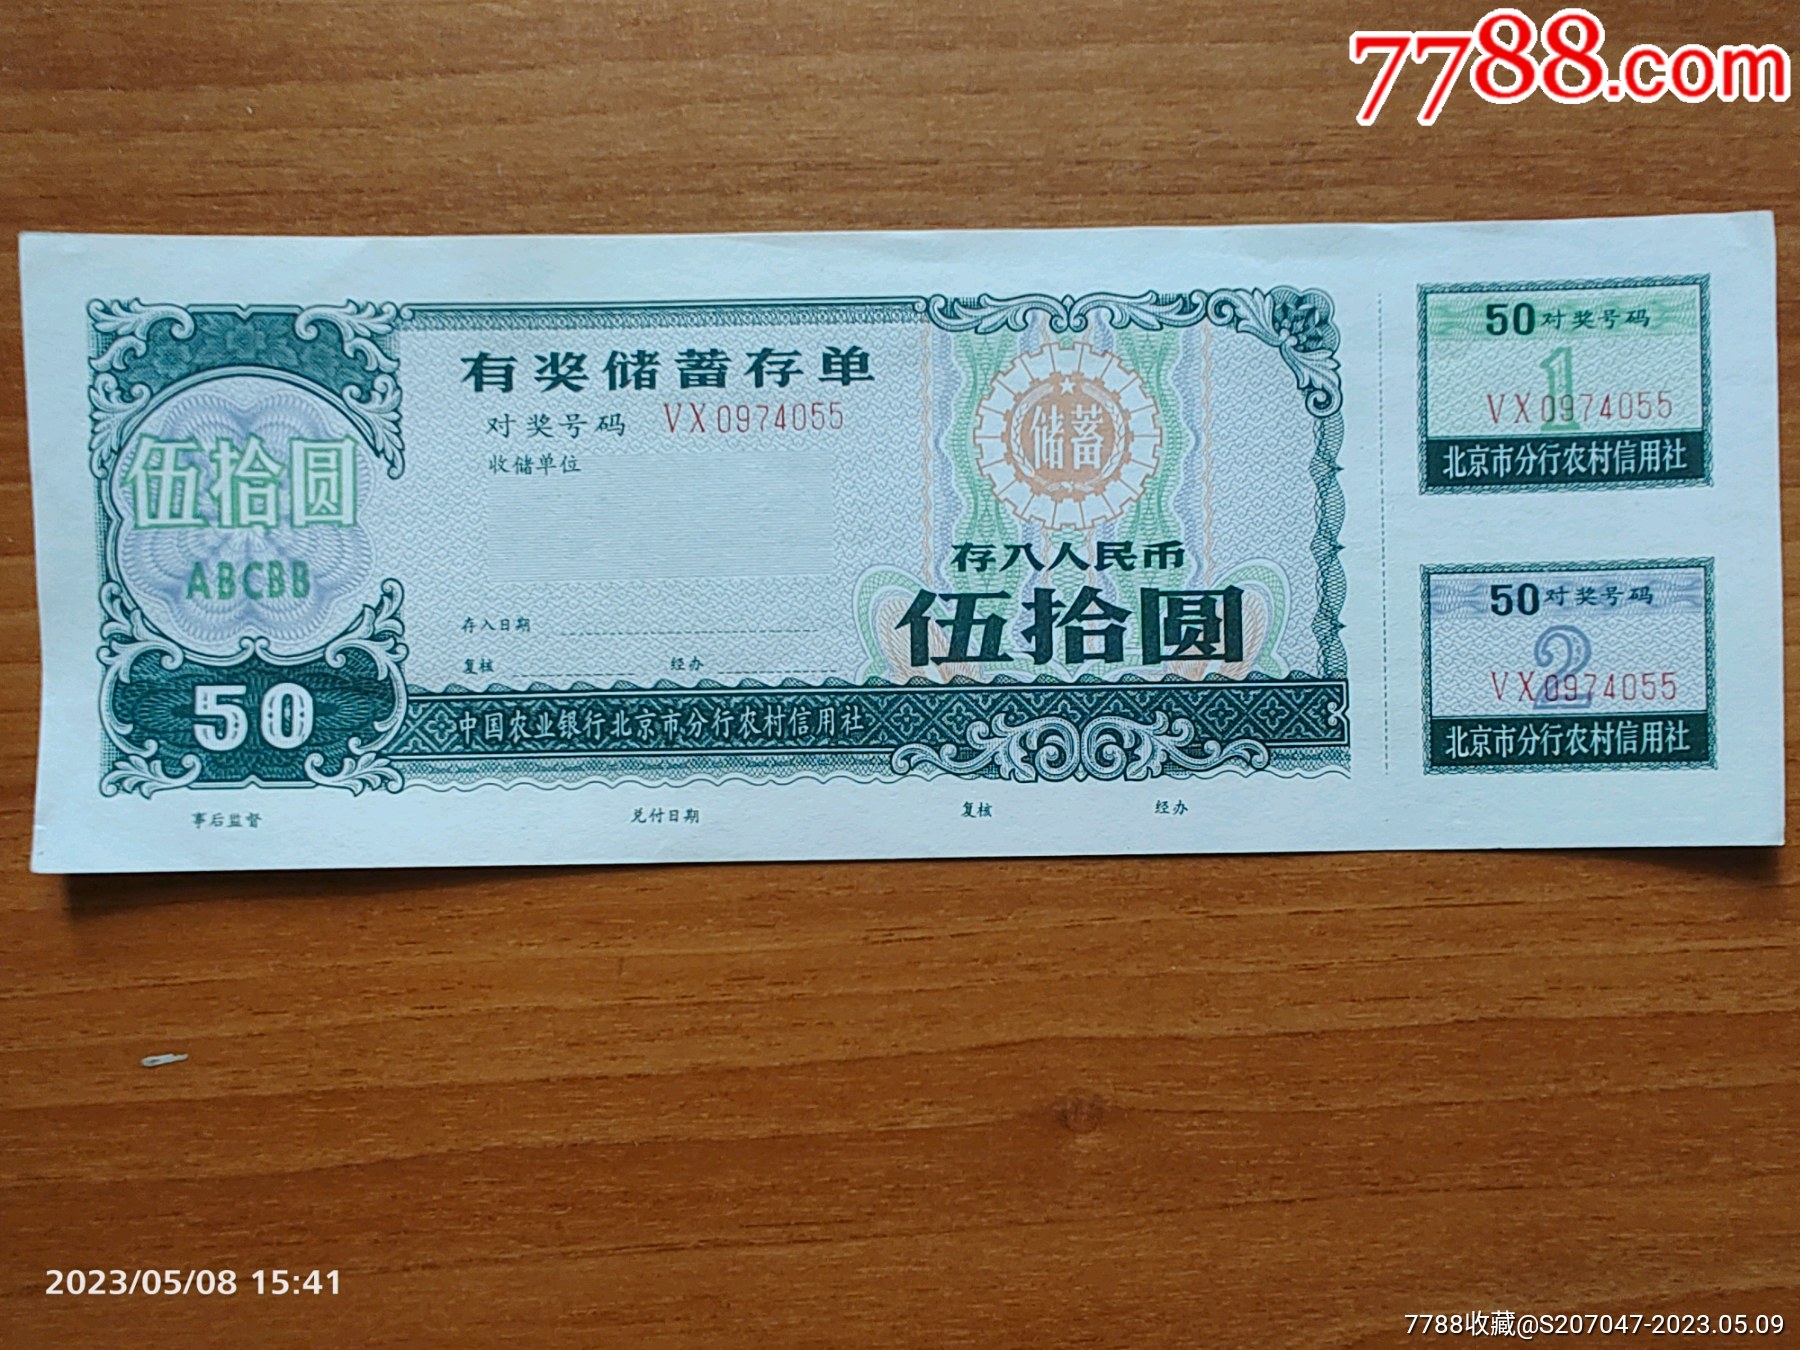 7788.com
有奖储蓄存单
对奖号码 VX0974055
收储单位
伍拾圆
ABCBB
50
储蓄
存入人民币
伍拾圆
存入日期
复核 经办
中国农业银行北京市分行农村信用社
事后监督 兑付日期 复核 经办
50对奖号码
1
VX0974055
北京市分行农村信用社
50对奖号码
2
VX0974055
北京市分行农村信用社
2023/05/08 15:41
7788收藏@S207047-2023.05.09